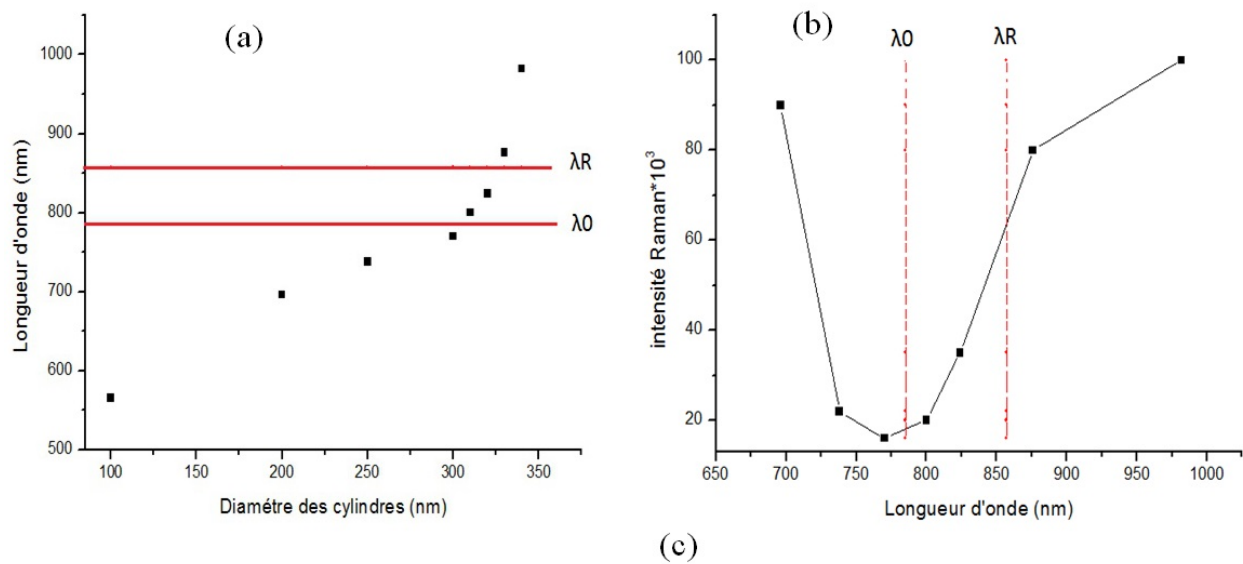 (a)
1000
900
800
700
600
500
λR
λ0
100
150
200
250
300
350
Longueur d'onde (nm)
Diamétre des cylindres (nm)
(b)
λ0
λR
100
80
60
40
20
650
700
750
800
850
900
950
1000
intensité Raman*10³
Longueur d'onde (nm)
(c)